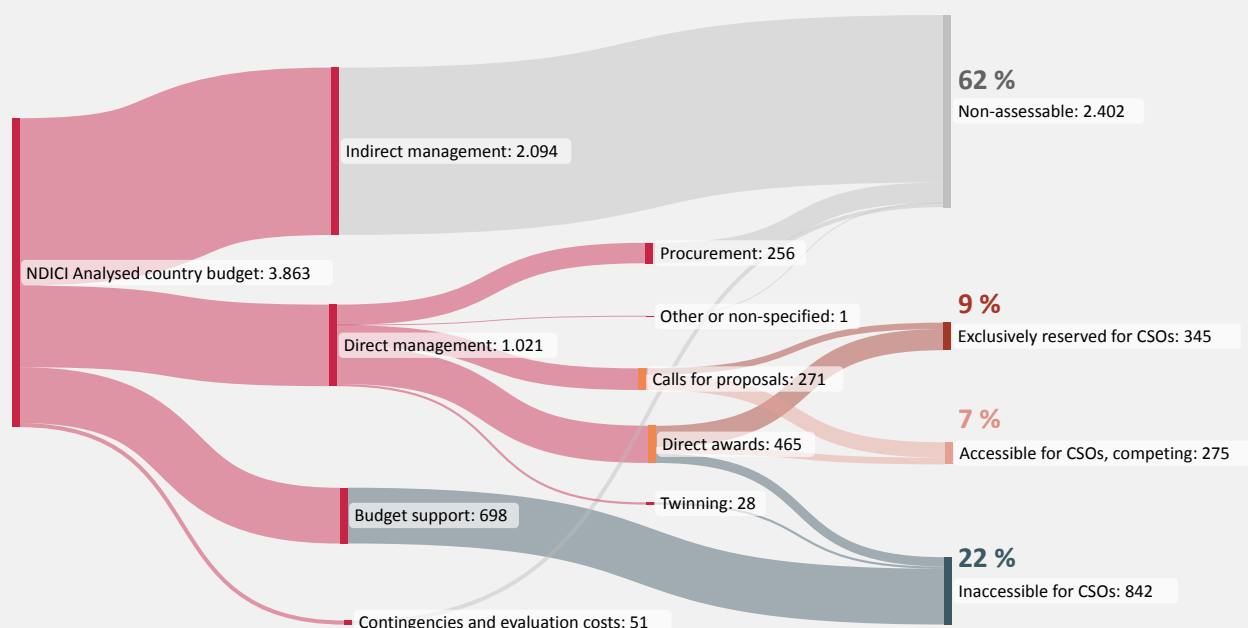 62 %
Non-assessable: 2.402
Indirect management: 2.094
Procurement: 256
NDICI Analysed country budget: 3.863
9 %
Other or non-specified: 1
Exclusively reserved for CSOs: 345
Direct management: 1.021
Calls for proposals: 271
7 %
Direct awards: 465
Accessible for CSOs, competing: 275
Twinning: 28
Budget support: 698
22 %
Inaccessible for CSOs: 842
Contingencies and evaluation costs: 51